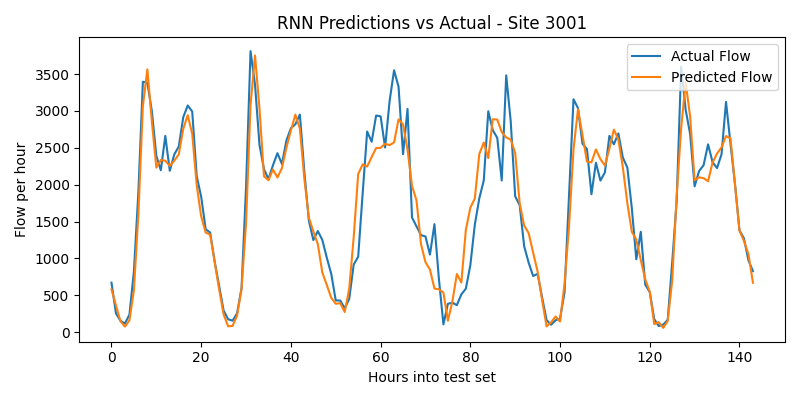 RNN Predictions vs Actual - Site 3001
Actual Flow
Predicted Flow
Flow per hour
3500
3000
2500
2000
1500
1000
500
0
0 20 40 60 80 100 120 140
Hours into test set